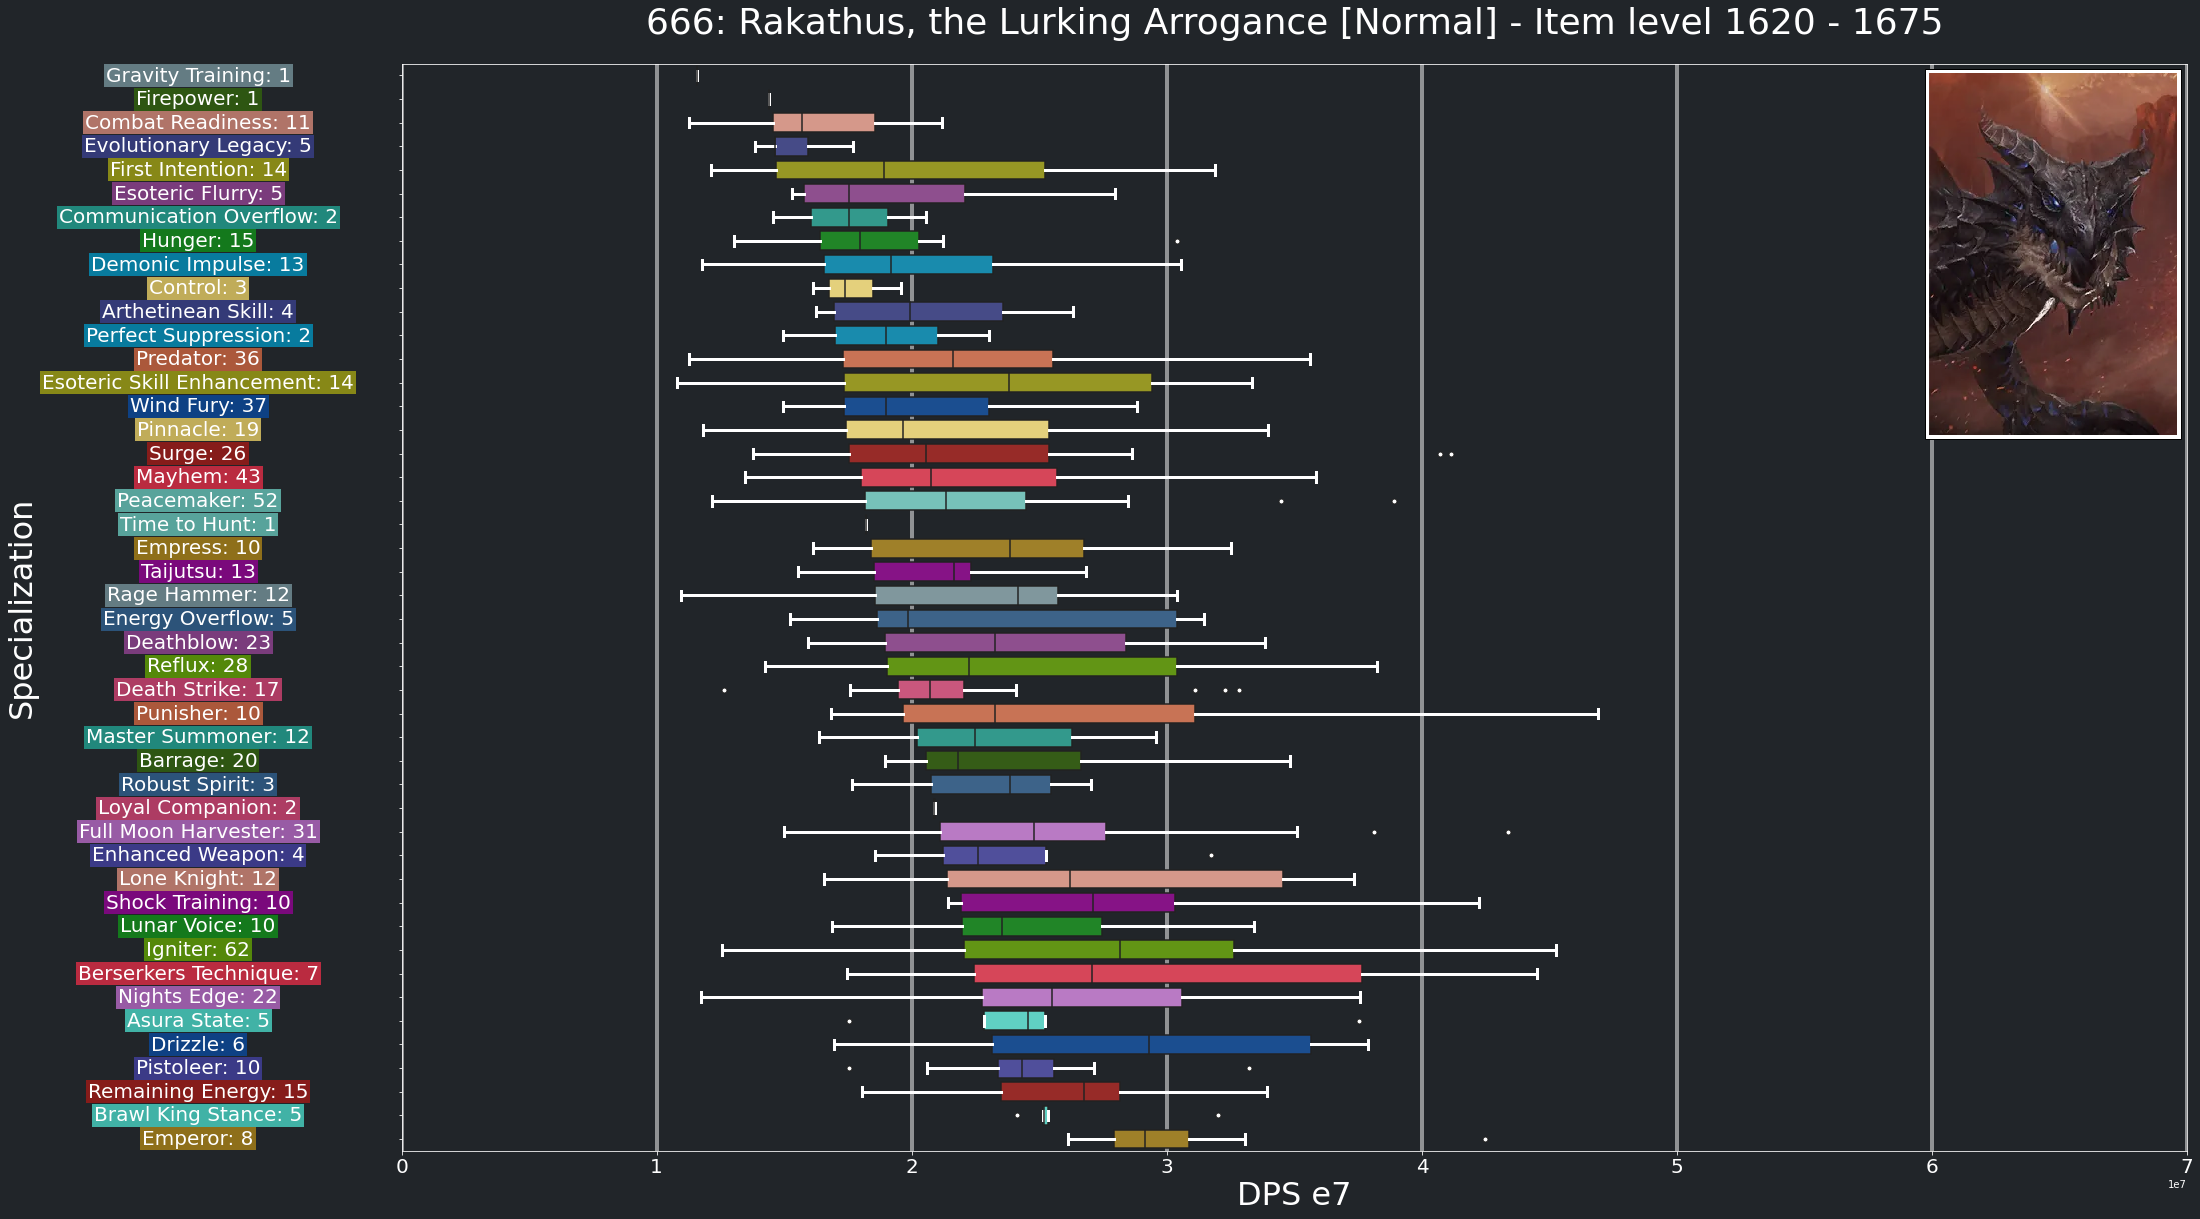 666: Rakathus, the Lurking Arrogance [Normal] - Item level 1620 - 1675
Gravity Training: 1
Firepower: 1
Combat Readiness: 11
Evolutionary Legacy: 5
First Intention: 14
Esoteric Flurry: 5
Communication Overflow: 2
Hunger: 15
Demonic Impulse: 13
Control: 3
Arthetinean Skill: 4
Perfect Suppression: 2
Predator: 36
Esoteric Skill Enhancement: 14
Wind Fury: 37
Pinnacle: 19
Surge: 26
Mayhem: 43
Peacemaker: 52
Time to Hunt: 1
Empress: 10
Taijutsu: 13
Rage Hammer: 12
Energy Overflow: 5
Deathblow: 23
Reflux: 28
Death Strike: 17
Punisher: 10
Master Summoner: 12
Barrage: 20
Robust Spirit: 3
Loyal Companion: 2
Full Moon Harvester: 31
Enhanced Weapon: 4
Lone Knight: 12
Shock Training: 10
Lunar Voice: 10
Igniter: 62
Berserkers Technique: 7
Nights Edge: 22
Asura State: 5
Drizzle: 6
Pistoleer: 10
Remaining Energy: 15
Brawl King Stance: 5
Emperor: 8
Specialization
0 1 2 3 4 5 6 7
1e7
DPS e7